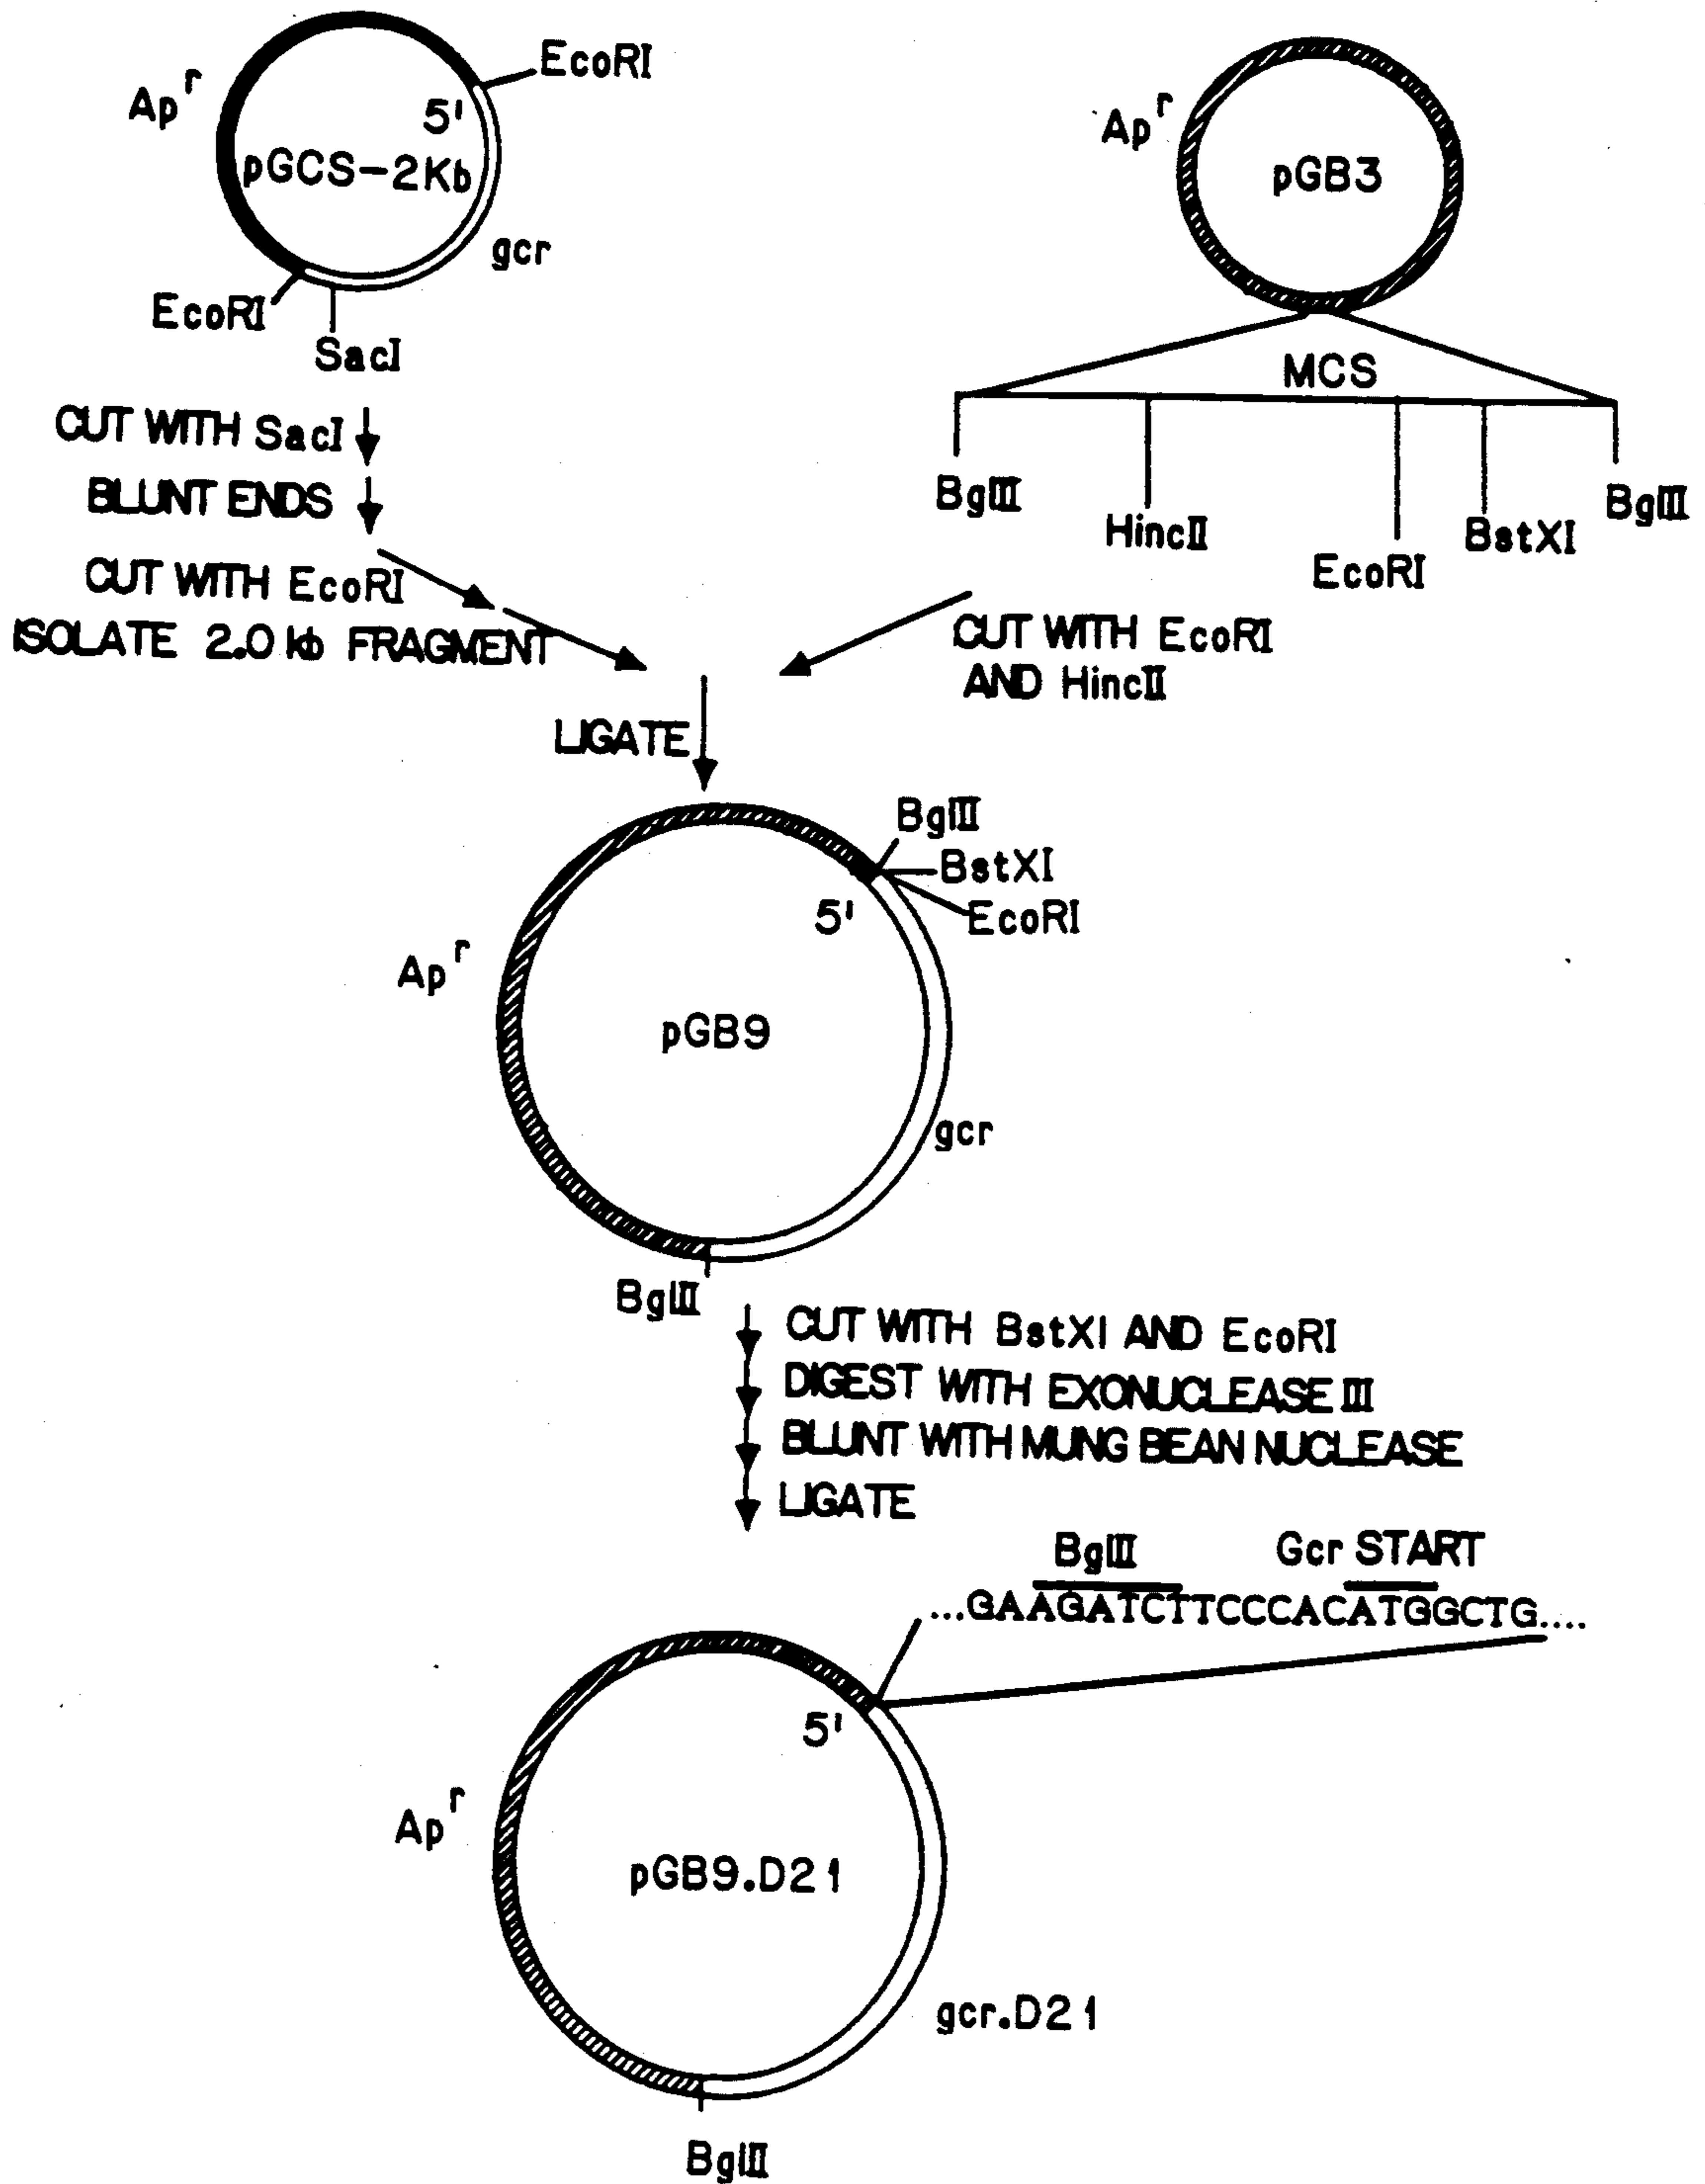 EcoRI
Ap r
5'
pGCS-2Kb
gcr
EcoRI
SacI
Ap r
pGB3
MCS
BglII
HincII
EcoRI
BstXI
BglII
CUT WITH SacI
BLUNT ENDS
CUT WITH EcoRI
ISOLATE 2.0 kb FRAGMENT
CUT WITH EcoRI
AND HincII
LIGATE
BglII
BstXI
EcoRI
5'
Ap r
pGB9
gcr
BglII
CUT WITH BstXI AND EcoRI
DIGEST WITH EXONUCLEASE III
BLUNT WITH MUNG BEAN NUCLEASE
LIGATE
BglII Gcr START
...GAAGATCTTCCCACATGGCTG....
5'
Ap r
pGB9.D21
gcr.D21
BglII